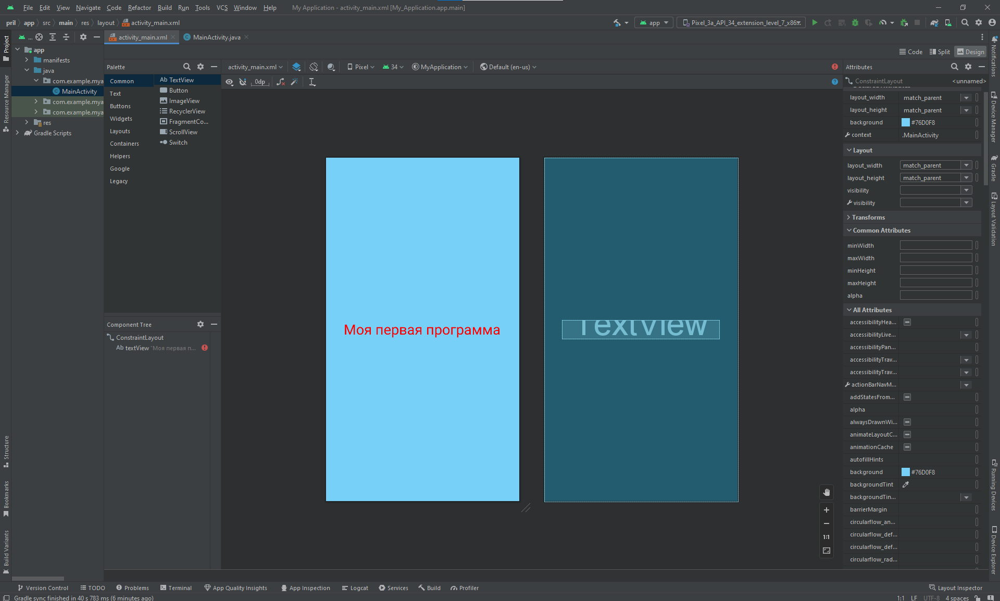 File Edit View Navigate Code Refactor Build Run Tools VCS Window Help My Application - activity_main.xml [My_Application.app.main]
pril app src main res layout activity_main.xml app Pixel_3a_API_34_extension_level_7_x86...
... activity_main.xml MainActivity.java
Project
Resource Manager
Structure
Bookmarks
Build Variants
app
manifests
java
com.example.mya
MainActivity
com.example.mya
com.example.mya
res
Gradle Scripts
Code Split Design
Palette
Common
Text
Buttons
Widgets
Layouts
Containers
Helpers
Google
Legacy
Ab TextView
Button
ImageView
RecyclerView
FragmentCo...
ScrollView
Switch
Component Tree
ConstraintLayout
Ab textView "Моя первая п...
activity_main.xml Pixel 34 MyApplication Default (en-us)
0dp
Моя первая программа
TextView
1:1
Attributes
ConstraintLayout <unnamed>
layout_width match_parent
layout_height match_parent
background #76D0F8
context .MainActivity
Layout
layout_width match_parent
layout_height match_parent
visibility
visibility
Transforms
Common Attributes
minWidth
maxWidth
minHeight
maxHeight
alpha
All Attributes
accessibilityHea...
accessibilityLive...
accessibilityPan...
accessibilityTrav...
accessibilityTrav...
actionBarNavM...
addStatesFrom...
alpha
alwaysDrawnWi...
animateLayoutC...
animationCache
autofillHints
background #76D0F8
backgroundTint
backgroundTin...
barrierMargin
circularflow_an...
circularflow_def...
circularflow_def...
circularflow_rad...
Notifications
Device Manager
Gradle
Layout Validation
Running Devices
Device Explorer
Version Control TODO Problems Terminal App Quality Insights App Inspection Logcat Services Build Profiler Layout Inspector
Gradle sync finished in 40 s 783 ms (6 minutes ago) 1:1 LF UTF-8 4 spaces